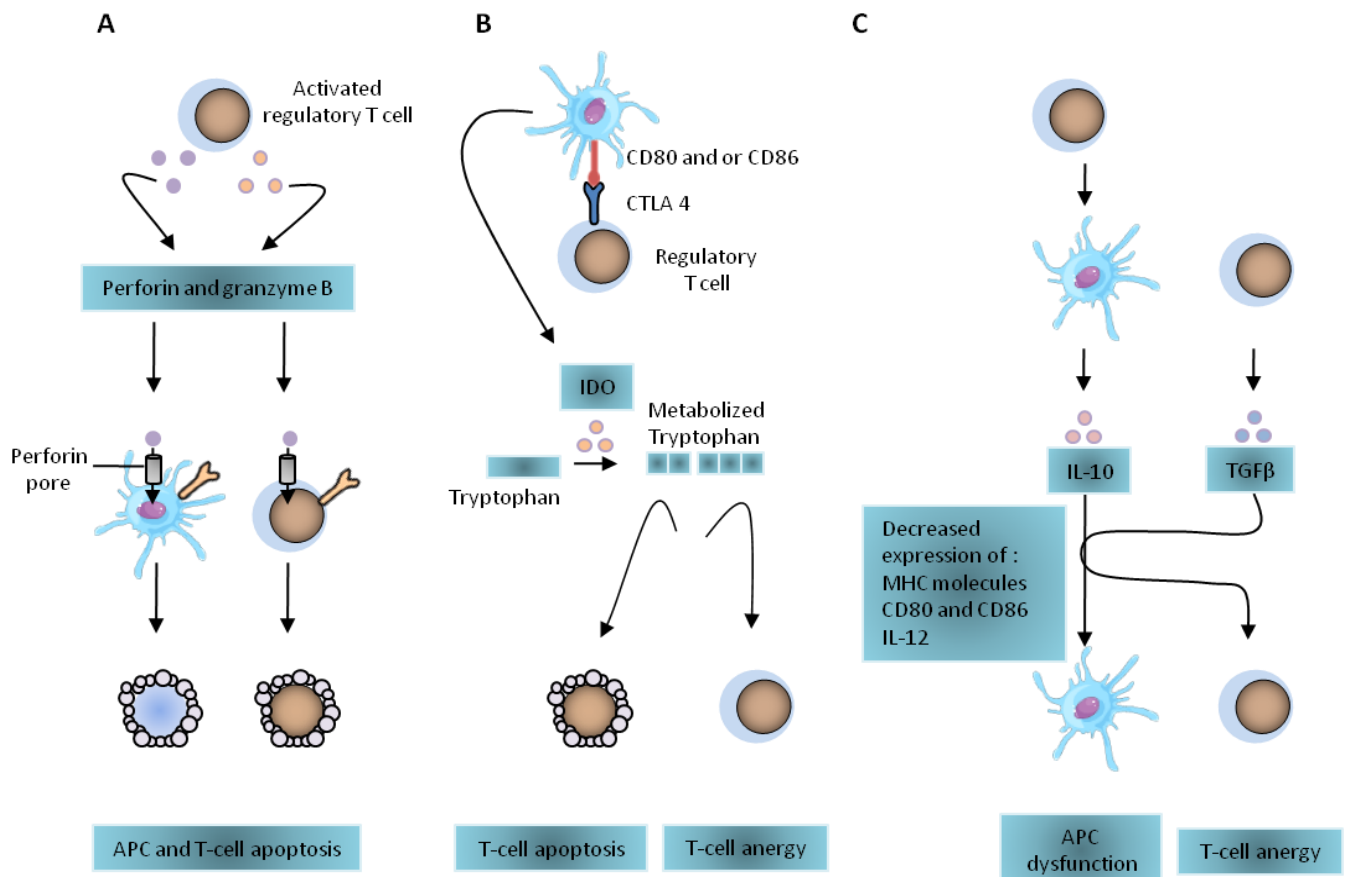 A
Activated
regulatory T cell
Perforin and granzyme B
Perforin
pore
APC and T-cell apoptosis
B
CD80 and or CD86
CTLA 4
Regulatory
T cell
IDO
Metabolized
Tryptophan
Tryptophan
T-cell apoptosis
T-cell anergy
C
IL-10
TGFβ
Decreased
expression of :
MHC molecules
CD80 and CD86
IL-12
APC
dysfunction
T-cell anergy